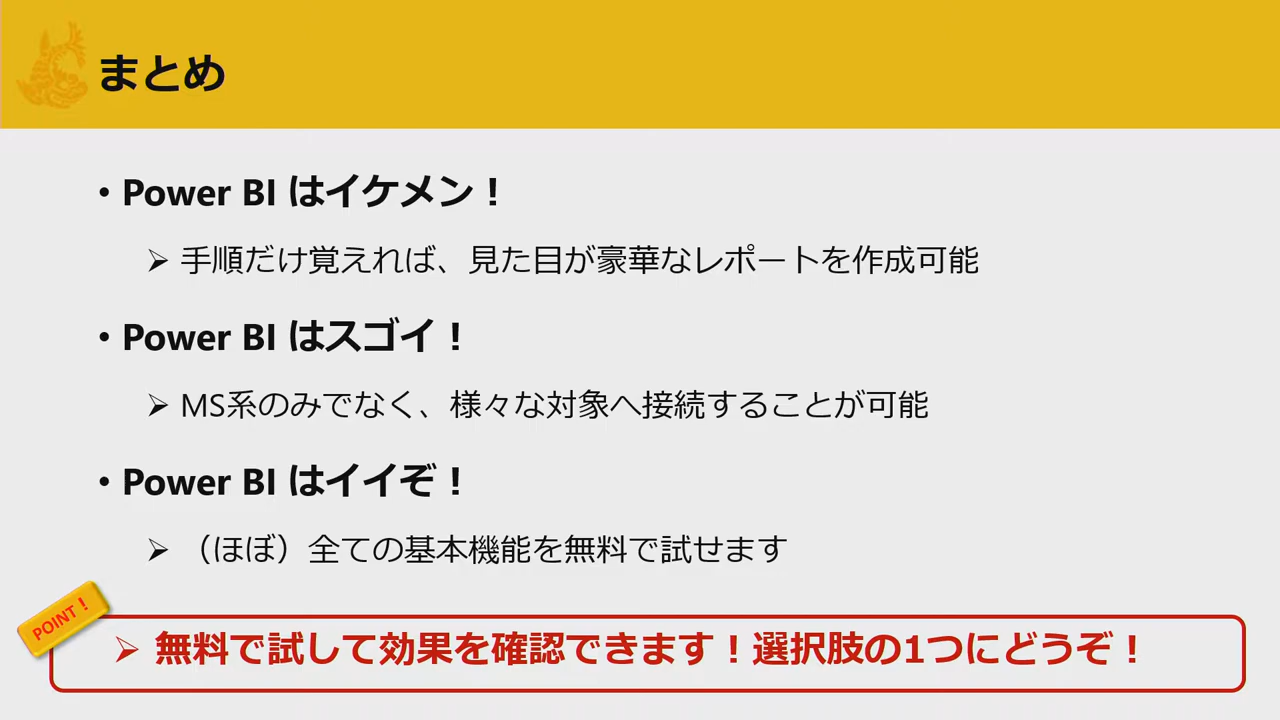 まとめ
• Power BI はイケメン！
➢ 手順だけ覚えれば、見た目が豪華なレポートを作成可能
• Power BI はスゴイ！
➢ MS系のみでなく、様々な対象へ接続することが可能
• Power BI はイイぞ！
➢ （ほぼ）全ての基本機能を無料で試せます
POINT！
➢ 無料で試して効果を確認できます！選択肢の1つにどうぞ！